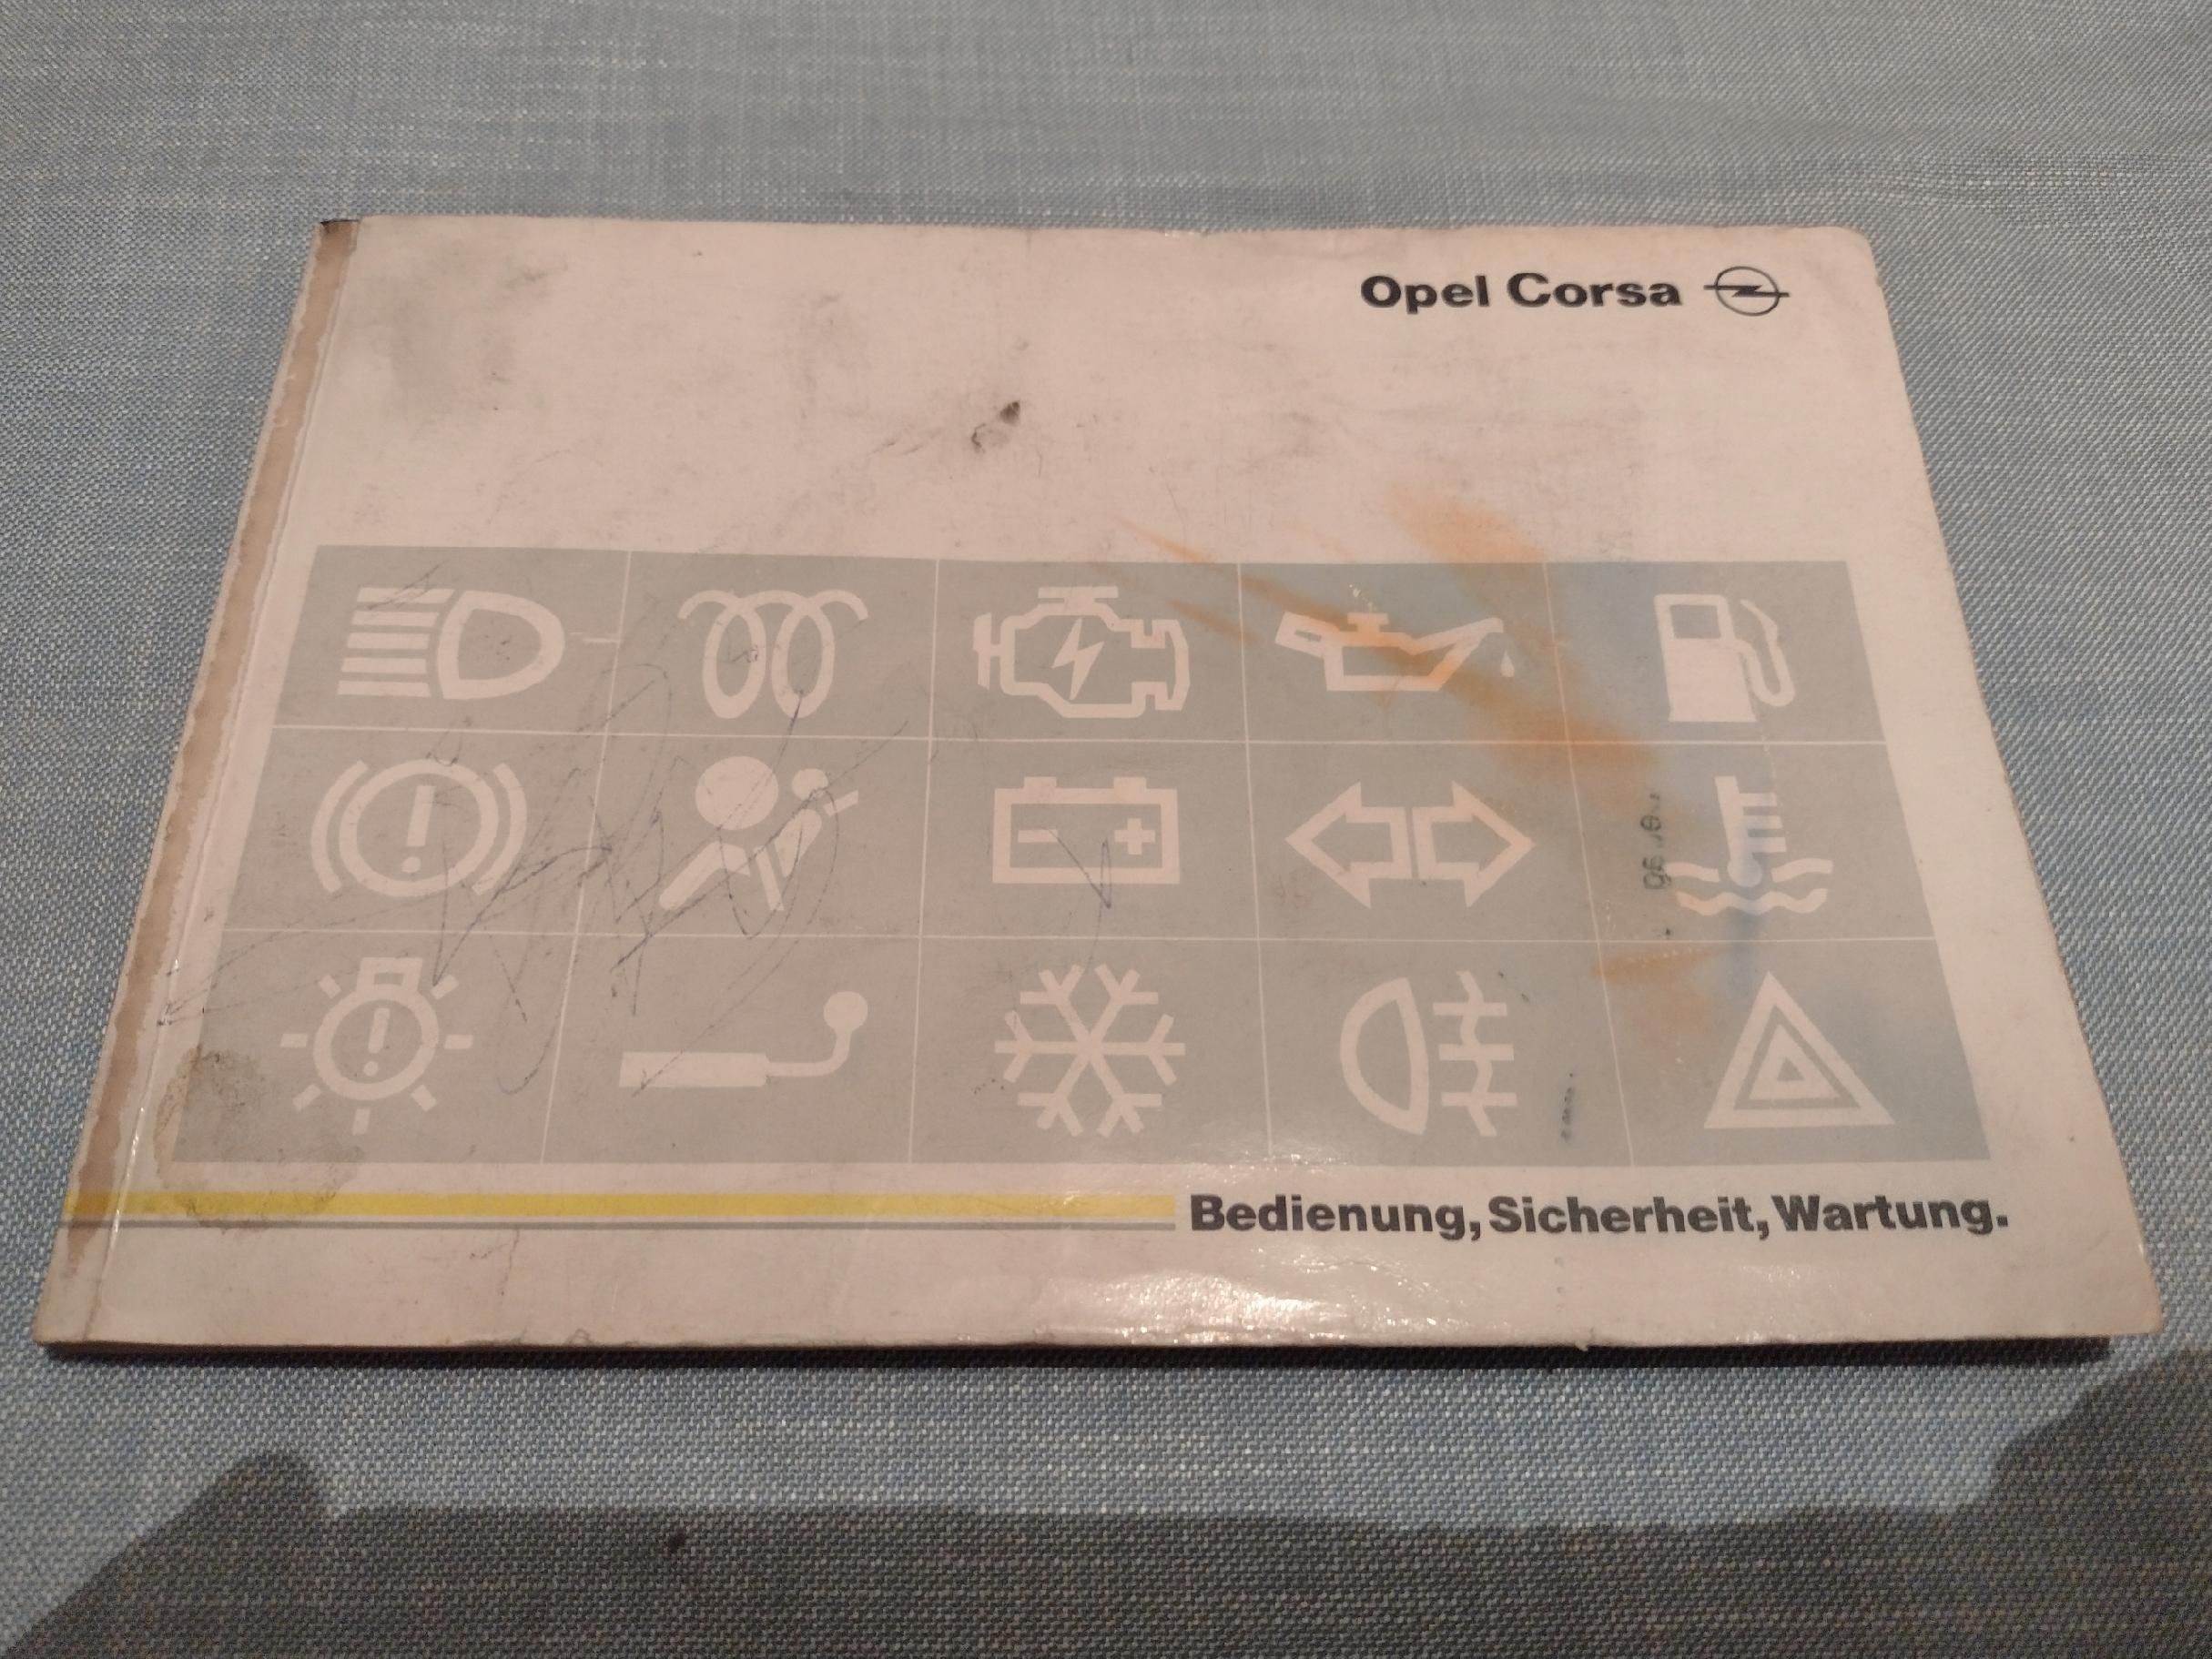 Opel Corsa
Bedienung, Sicherheit, Wartung.